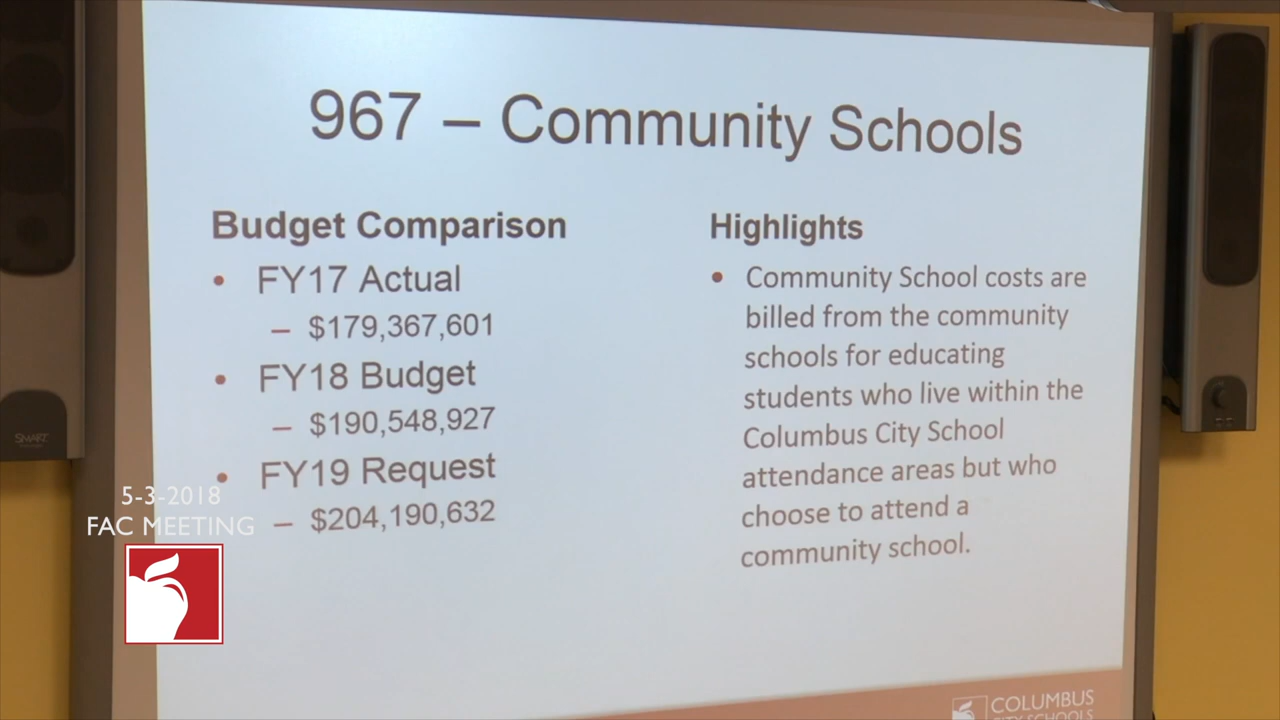 967 – Community Schools
Budget Comparison
• FY17 Actual
– $179,367,601
• FY18 Budget
– $190,548,927
• FY19 Request
– $204,190,632
Highlights
• Community School costs are
billed from the community
schools for educating
students who live within the
Columbus City School
attendance areas but who
choose to attend a
community school.
5-3-2018
FAC MEETING
SMART
COLUMBUS
CITY SCHOOLS